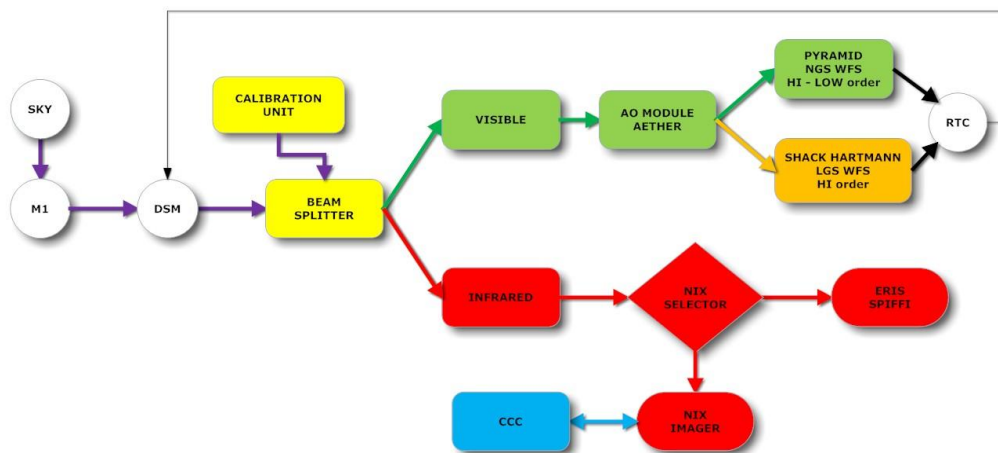 SKY
M1
DSM
CALIBRATION
UNIT
BEAM
SPLITTER
VISIBLE
AO MODULE
AETHER
PYRAMID
NGS WFS
HI - LOW order
SHACK HARTMANN
LGS WFS
HI order
RTC
INFRARED
NIX
SELECTOR
ERIS
SPIFFI
CCC
NIX
IMAGER